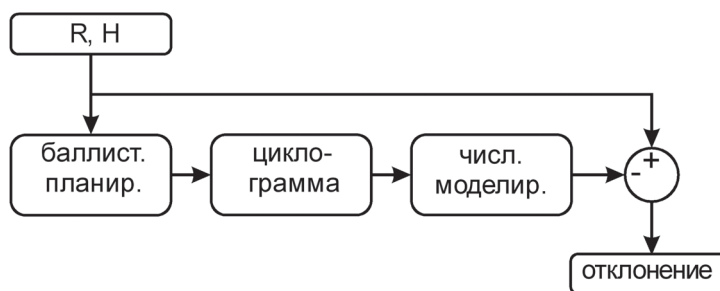 R, H
баллист.
планир.
цикло-
грамма
числ.
моделир.
- +
отклонение